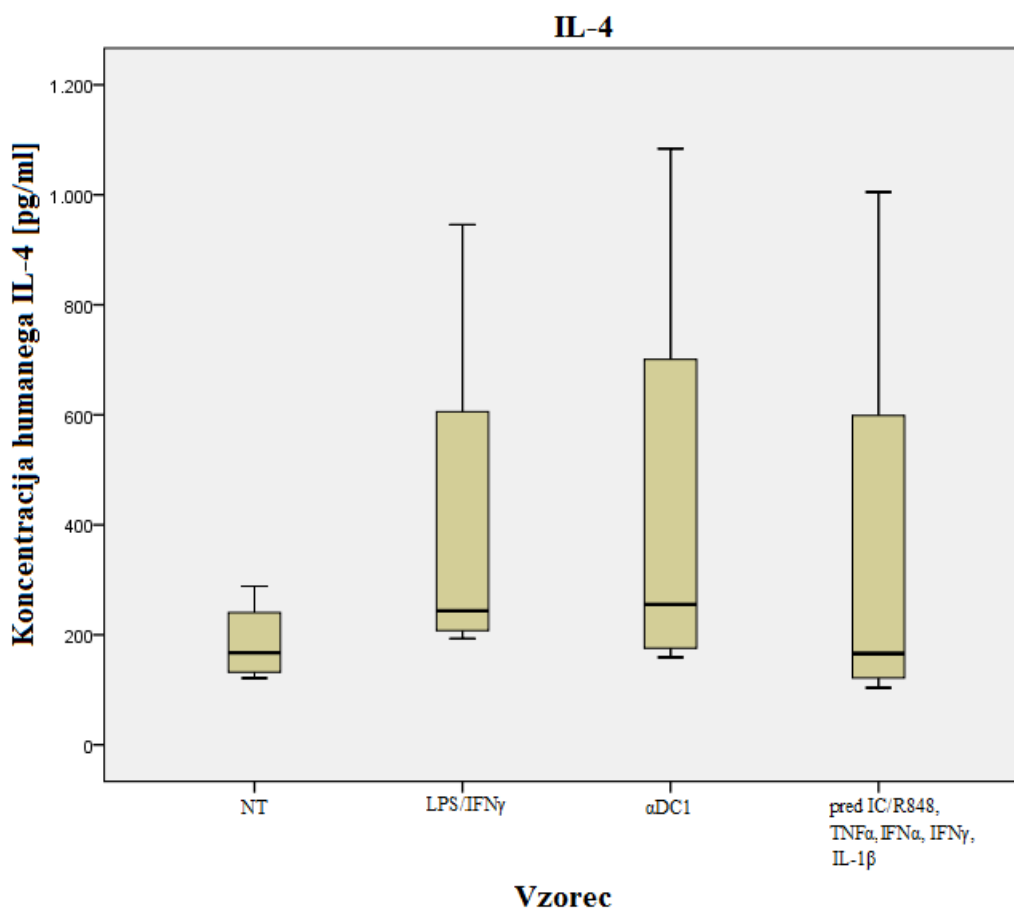 IL-4
Koncentracija humanega IL-4 [pg/ml]
1.200
1.000
800
600
400
200
0
NT
LPS/IFNγ
αDC1
pred IC/R848,
TNFα, IFNα, IFNγ,
IL-1β
Vzorec